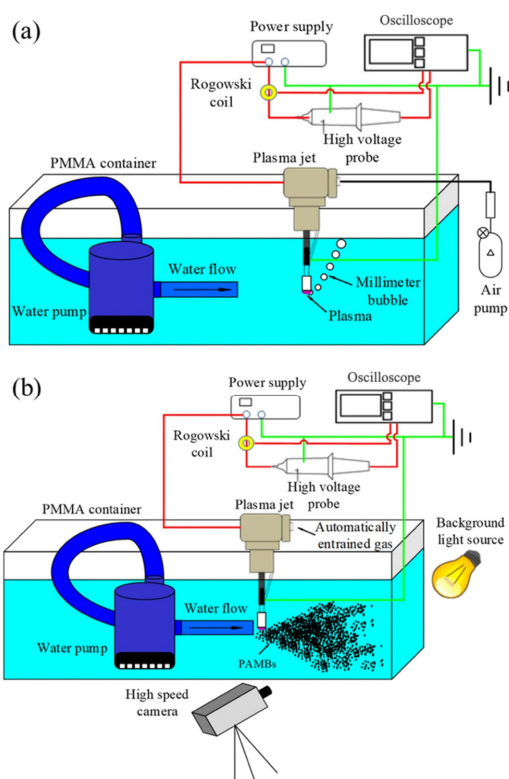 (a)
Power supply
Oscilloscope
Rogowski
coil
High voltage
probe
PMMA container
Plasma jet
Water flow
Millimeter
bubble
Water pump
Plasma
Air
pump
(b)
Power supply
Oscilloscope
Rogowski
coil
High voltage
probe
PMMA container
Plasma jet
Automatically
entrained gas
Background
light source
Water flow
Water pump
PAMBs
High speed
camera